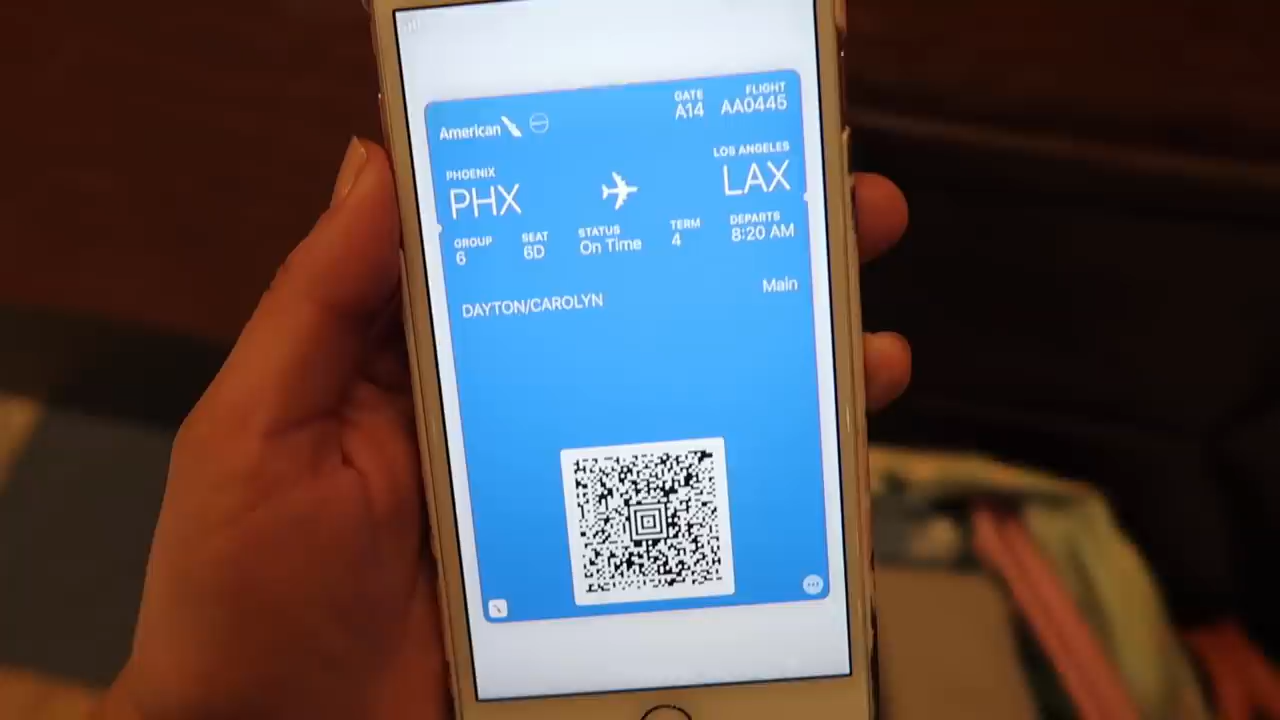 American
GATE FLIGHT
A14 AA0445
PHOENIX LOS ANGELES
PHX LAX
GROUP SEAT STATUS TERM DEPARTS
6 6D On Time 4 8:20 AM
DAYTON/CAROLYN Main